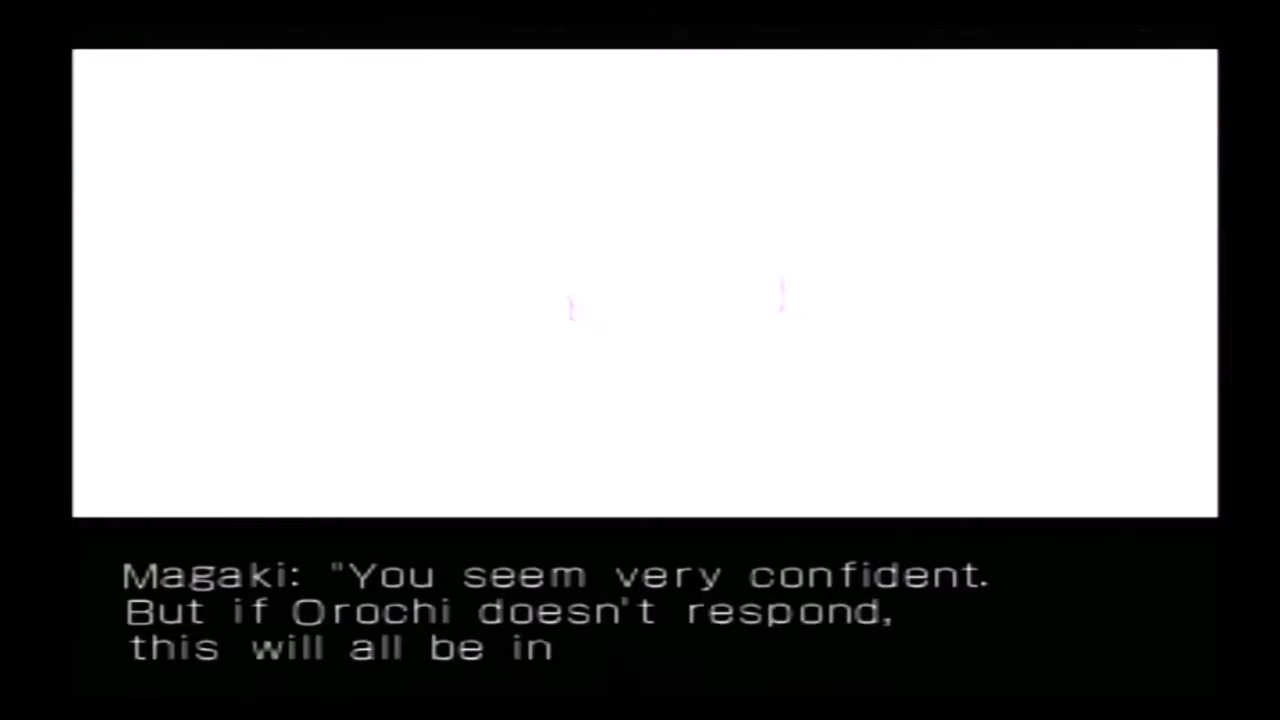 Magaki: "You seem very confident.
But if Orochi doesn't respond,
this will all be in